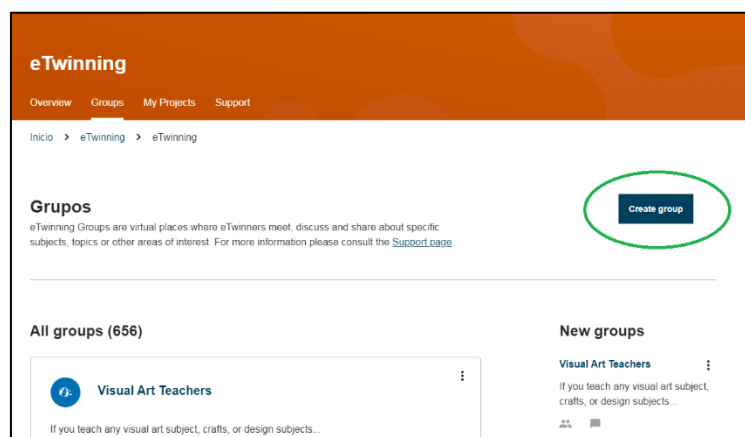 eTwinning
Overview Groups My Projects Support
Inicio > eTwinning > eTwinning
Grupos
Create group
eTwinning Groups are virtual places where eTwinners meet, discuss and share about specific
subjects, topics or other areas of interest. For more information please consult the Support page.
All groups (656)
Visual Art Teachers
If you teach any visual art subject, crafts, or design subjects...
New groups
Visual Art Teachers
If you teach any visual art subject,
crafts, or design subjects...